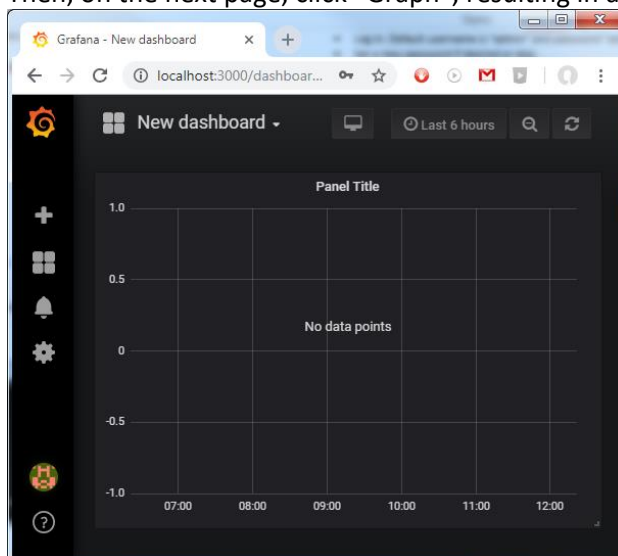 Then, on the next page, click "Graph", resulting in a
Grafana - New dashboard
localhost:3000/dashboar...
New dashboard
Last 6 hours
Panel Title
1.0
0.5
No data points
0
-0.5
-1.0
07:00 08:00 09:00 10:00 11:00 12:00